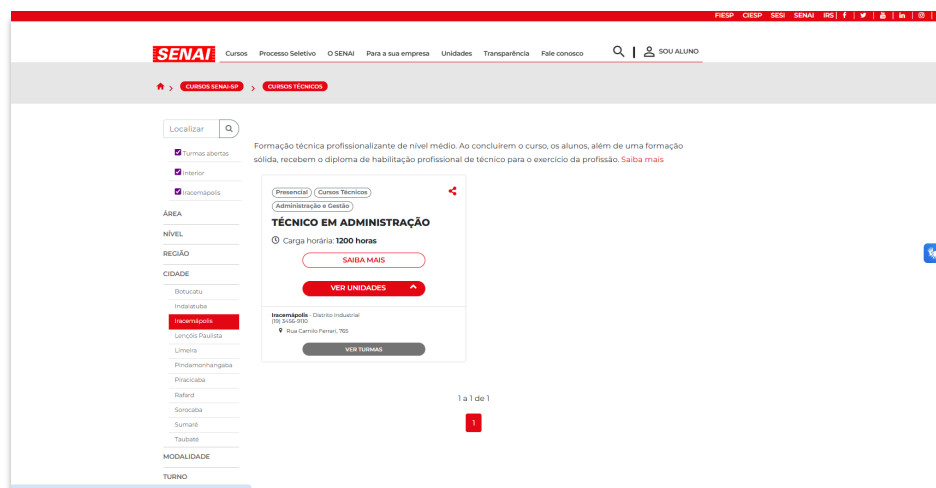 FIESP CIESP SESI SENAI IRS
SENAI Cursos Processo Seletivo O SENAI Para a sua empresa Unidades Transparência Fale conosco SOU ALUNO
CURSOS SENAI-SP CURSOS TÉCNICOS
Localizar
Turmas abertas
Interior
Iracemápolis
ÁREA
NÍVEL
REGIÃO
CIDADE
Botucatu
Indaiatuba
Iracemápolis
Lençóis Paulista
Limeira
Pindamonhangaba
Piracicaba
Rafard
Sorocaba
Sumaré
Taubaté
MODALIDADE
TURNO
Formação técnica profissionalizante de nível médio. Ao concluírem o curso, os alunos, além de uma formação
sólida, recebem o diploma de habilitação profissional de técnico para o exercício da profissão. Saiba mais
Presencial Cursos Técnicos
Administração e Gestão
TÉCNICO EM ADMINISTRAÇÃO
Carga horária: 1200 horas
SAIBA MAIS
VER UNIDADES
Iracemápolis - Distrito Industrial
(19) 3456-9110
Rua Camilo Ferrari, 765
VER TURMAS
1 a 1 de 1
1